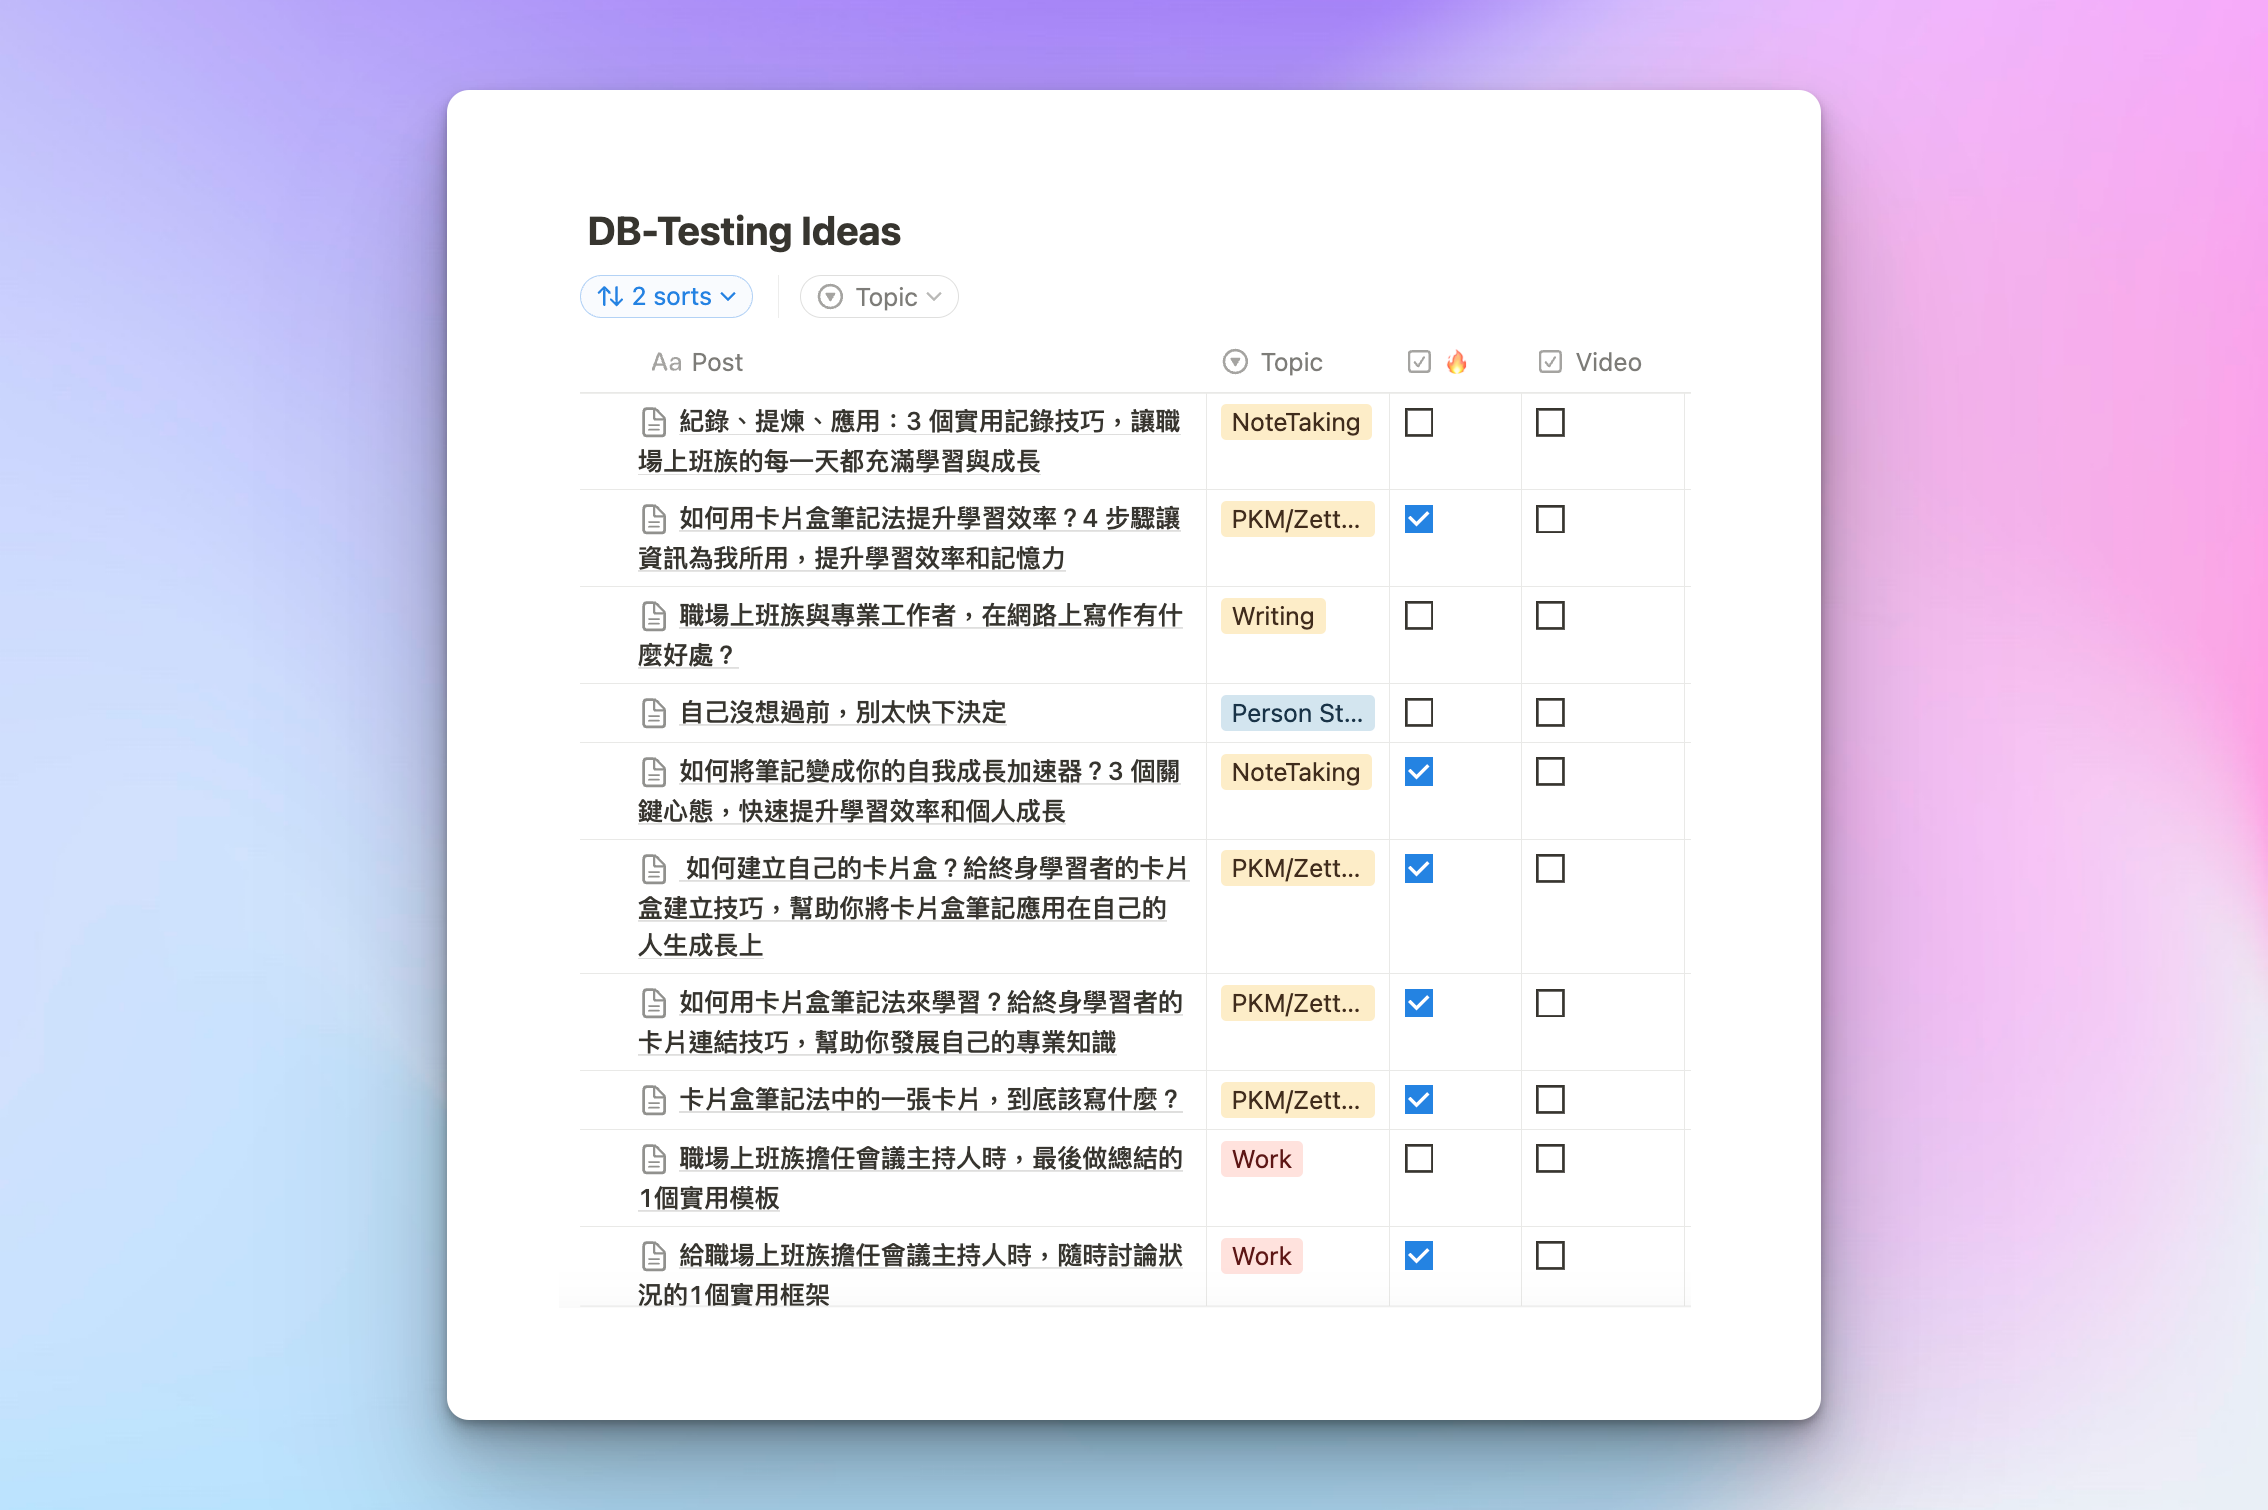 DB-Testing Ideas
2 sorts
Topic
Aa Post
Topic
🔥
Video
紀錄、提煉、應用：3 個實用記錄技巧，讓職
場上班族的每一天都充滿學習與成長
NoteTaking
如何用卡片盒筆記法提升學習效率？4 步驟讓
資訊為我所用，提升學習效率和記憶力
PKM/Zett...
職場上班族與專業工作者，在網路上寫作有什
麼好處？
Writing
自己沒想過前，別太快下決定
Person St...
如何將筆記變成你的自我成長加速器？3 個關
鍵心態，快速提升學習效率和個人成長
NoteTaking
如何建立自己的卡片盒？給終身學習者的卡片
盒建立技巧，幫助你將卡片盒筆記應用在自己的
人生成長上
PKM/Zett...
如何用卡片盒筆記法來學習？給終身學習者的
卡片連結技巧，幫助你發展自己的專業知識
PKM/Zett...
卡片盒筆記法中的一張卡片，到底該寫什麼？
PKM/Zett...
職場上班族擔任會議主持人時，最後做總結的
1個實用模板
Work
給職場上班族擔任會議主持人時，隨時討論狀
況的1個實用框架
Work